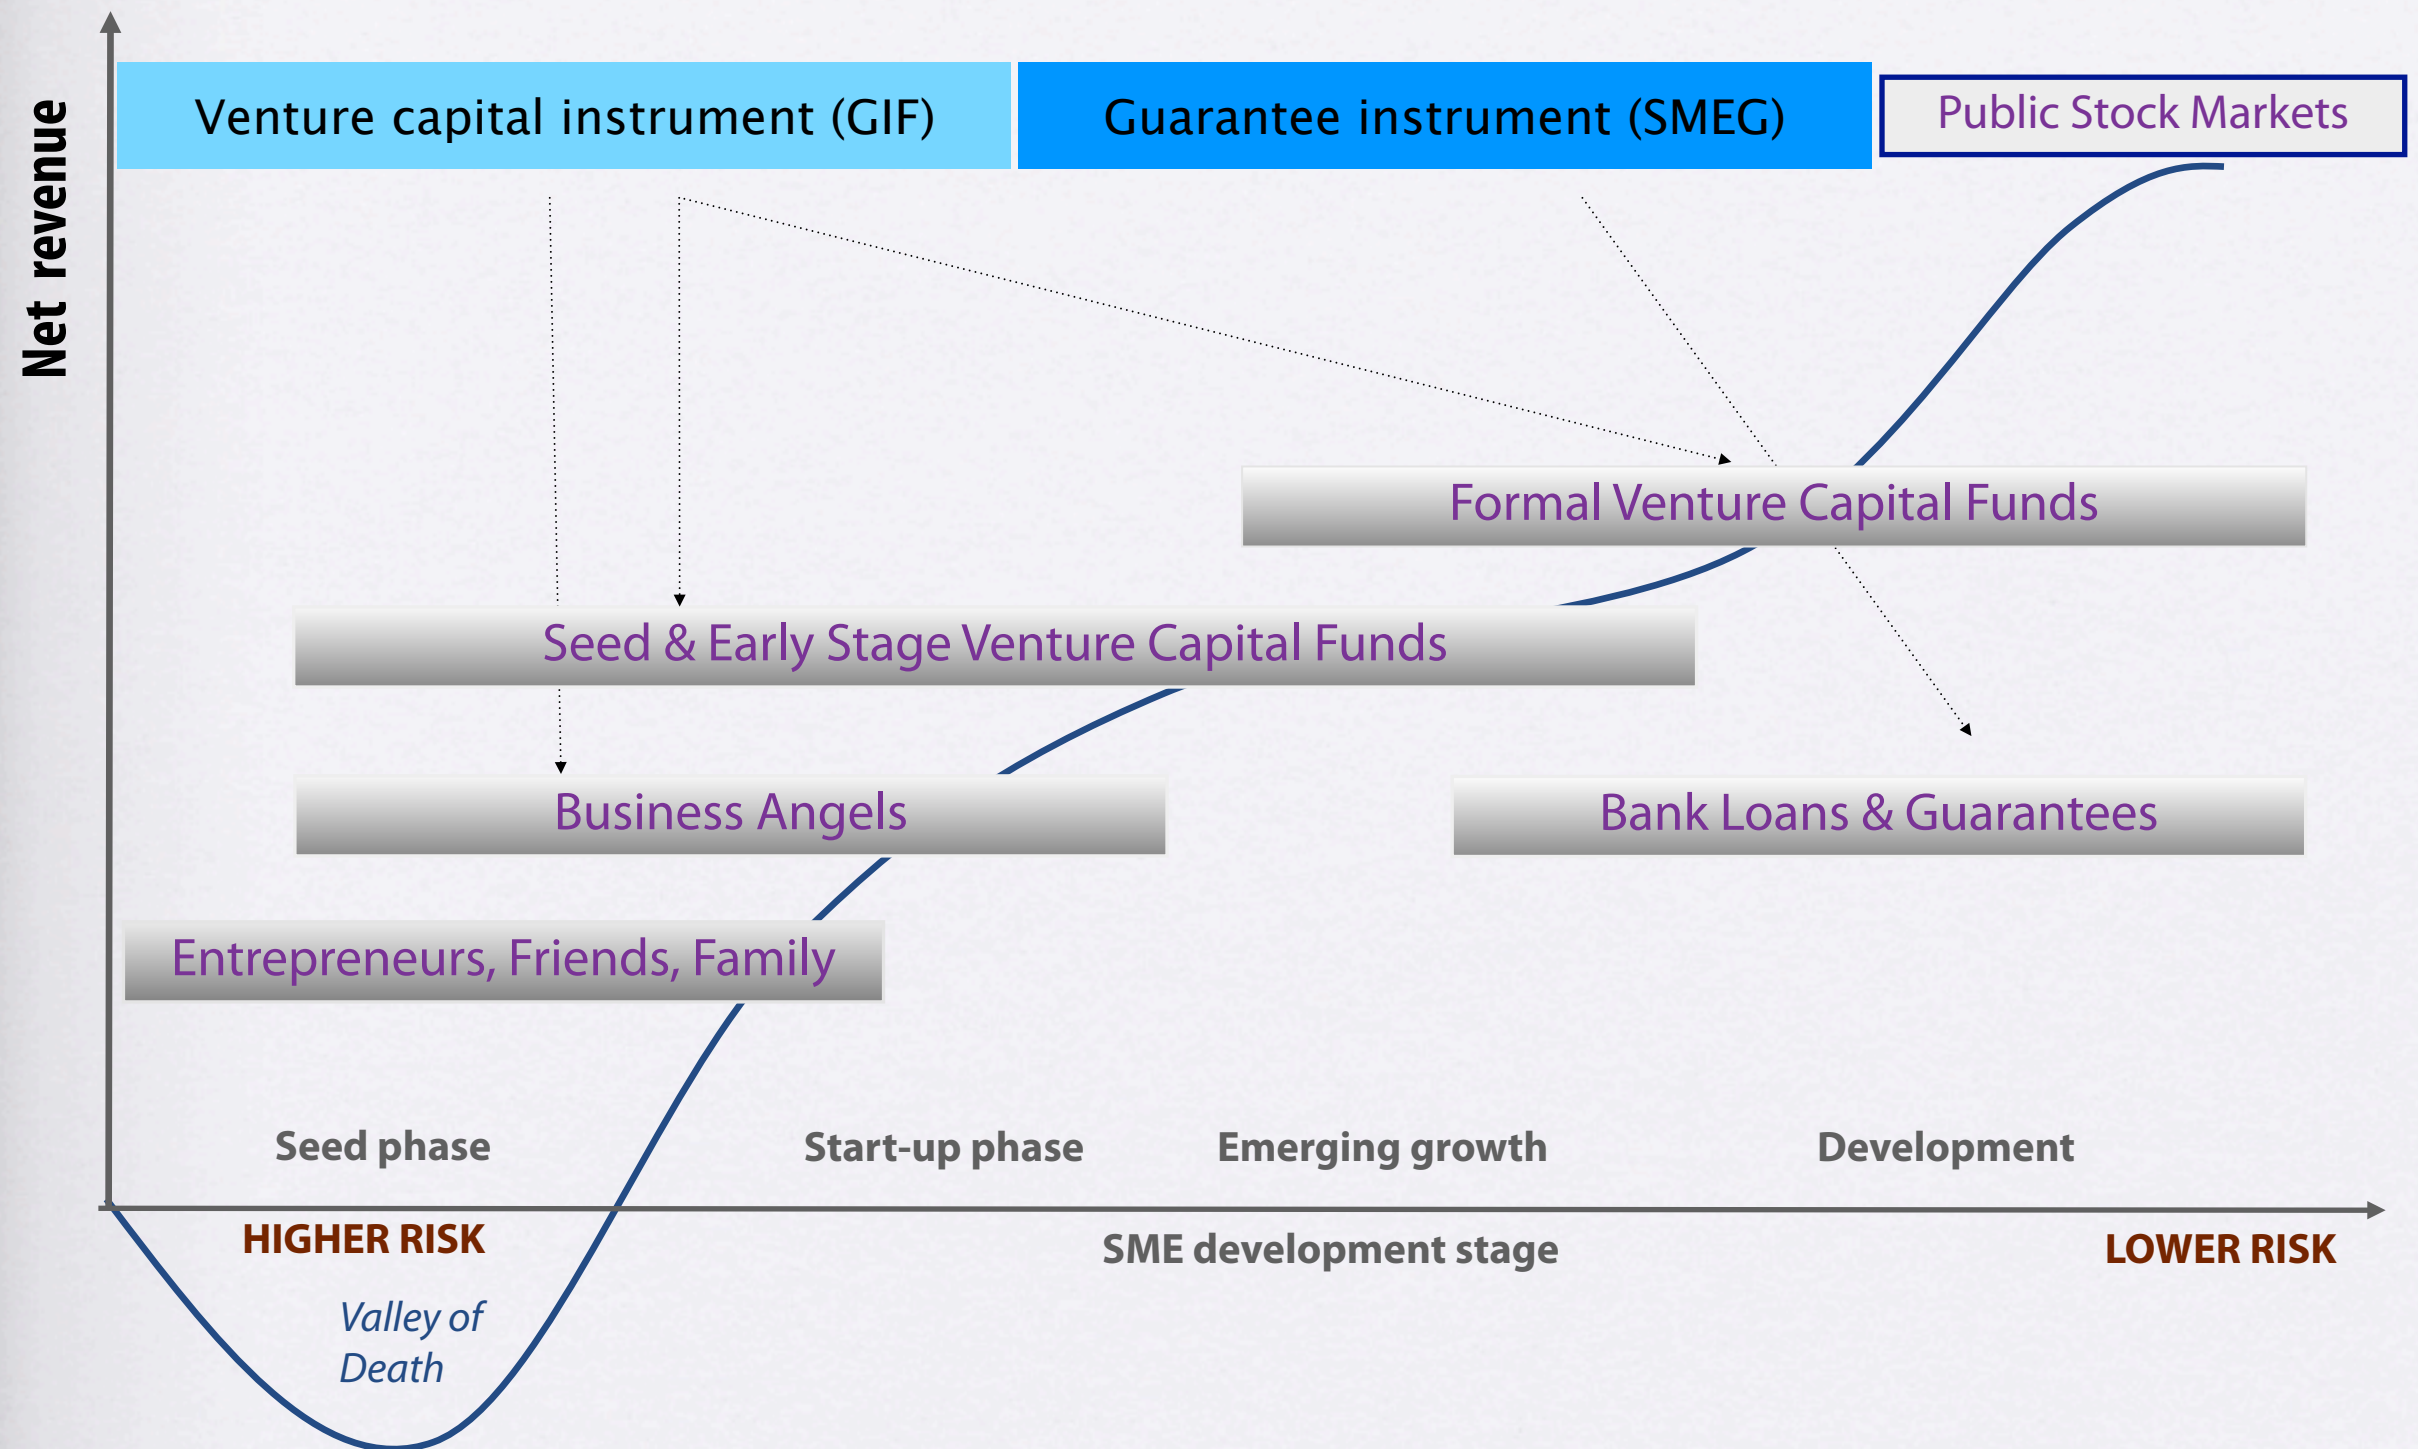 Net revenue
Venture capital instrument (GIF)
Guarantee instrument (SMEG)
Public Stock Markets
Formal Venture Capital Funds
Seed & Early Stage Venture Capital Funds
Business Angels
Bank Loans & Guarantees
Entrepreneurs, Friends, Family
Seed phase
Start-up phase
Emerging growth
Development
HIGHER RISK
SME development stage
LOWER RISK
Valley of
Death